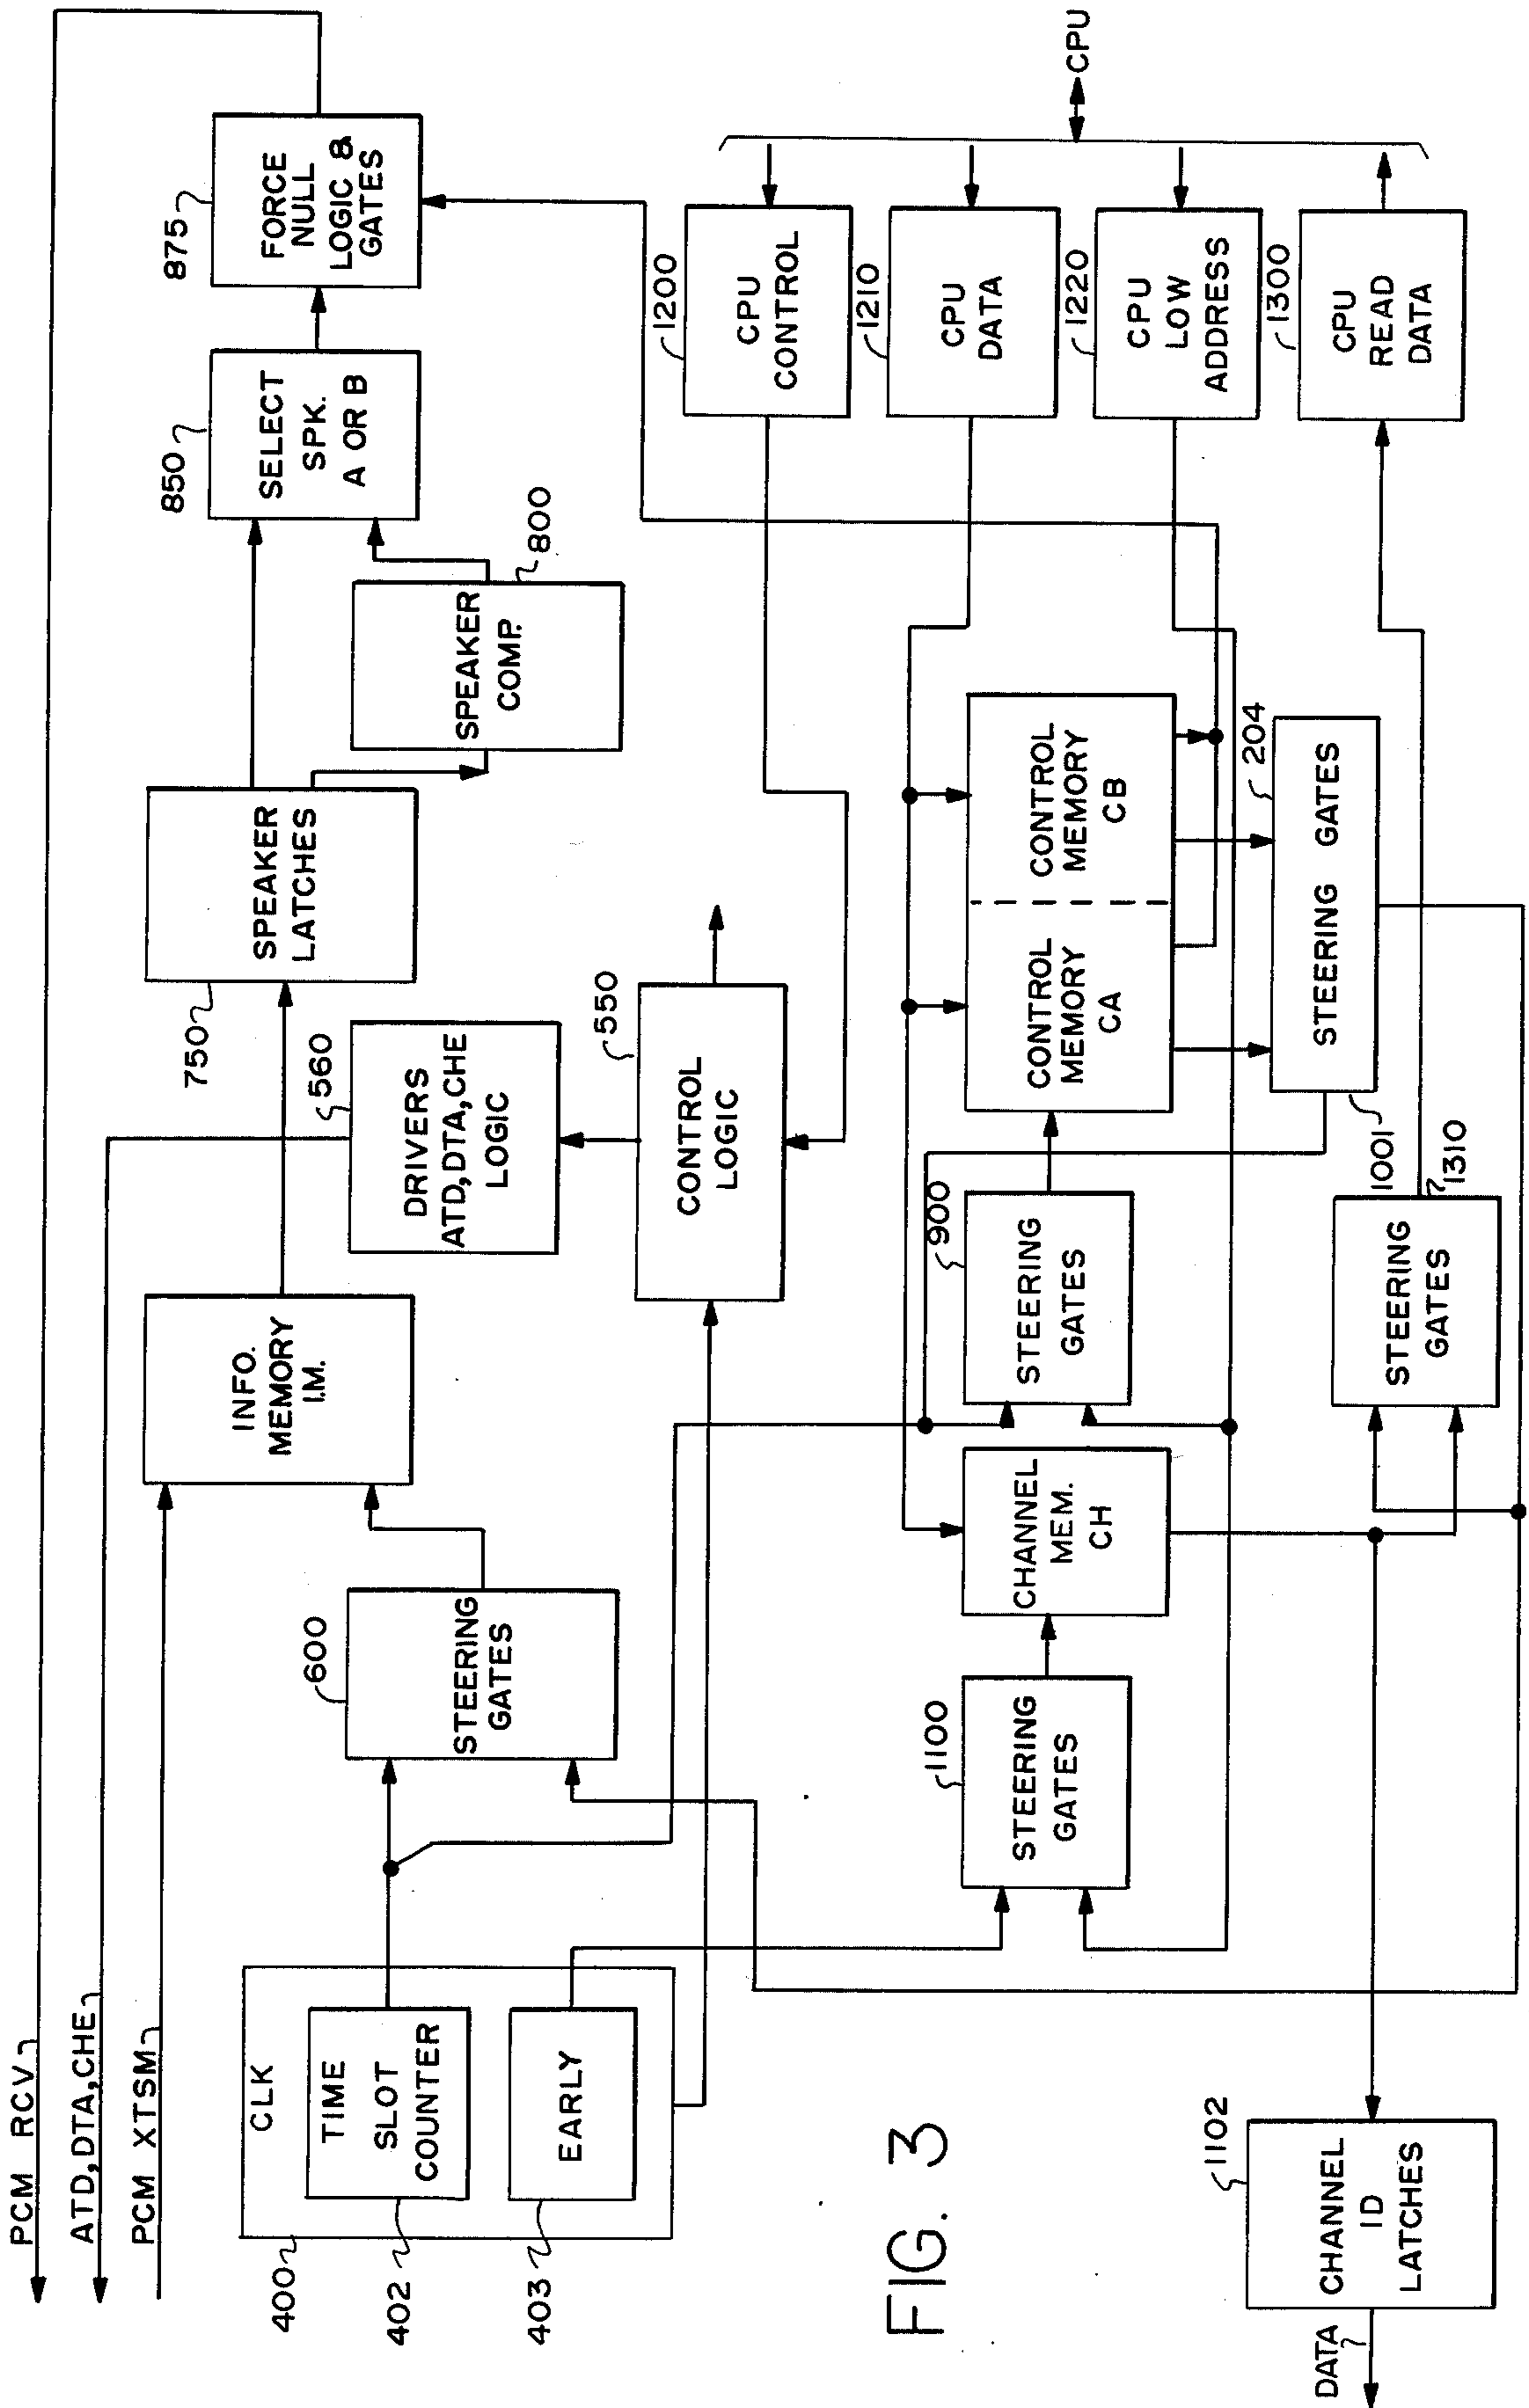 PCM RCV
ATD,DTA,CHE
PCM XTSM
400
CLK
402
TIME
SLOT
COUNTER
403
EARLY
600
STEERING
GATES
INFO.
MEMORY
I.M.
750
SPEAKER
LATCHES
800
SPEAKER
COMP.
850
SELECT
SPK.
A OR B
875
FORCE
NULL
LOGIC &
GATES
560
DRIVERS
ATD,DTA,CHE
LOGIC
550
CONTROL
LOGIC
1200
CPU
CONTROL
1210
CPU
DATA
1220
CPU
LOW
ADDRESS
1300
CPU
READ
DATA
CPU
1100
STEERING
GATES
CHANNEL
MEM.
CH
900
STEERING
GATES
CONTROL
MEMORY
CA
CONTROL
MEMORY
CB
204
STEERING GATES
1001
1310
STEERING
GATES
1102
CHANNEL
ID
LATCHES
DATA
FIG. 3